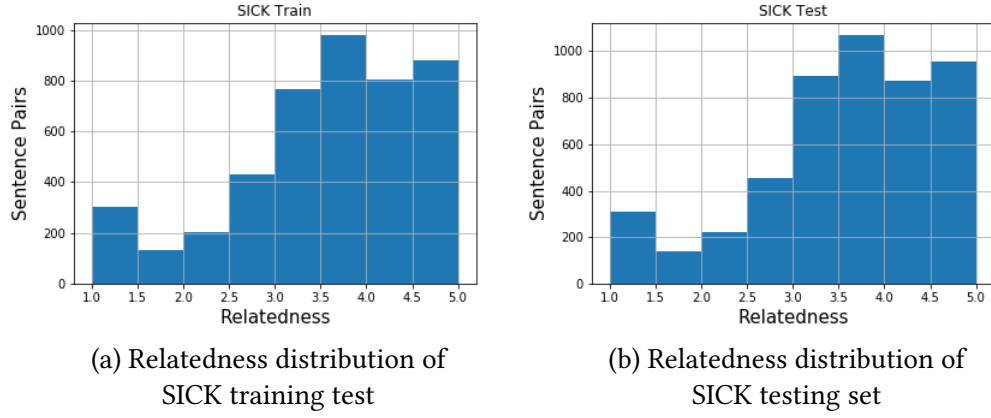 SICK Train
1000
800
600
400
200
0
Sentence Pairs
1.0 1.5 2.0 2.5 3.0 3.5 4.0 4.5 5.0
Relatedness
(a) Relatedness distribution of
SICK training test
SICK Test
1000
800
600
400
200
0
Sentence Pairs
1.0 1.5 2.0 2.5 3.0 3.5 4.0 4.5 5.0
Relatedness
(b) Relatedness distribution of
SICK testing set